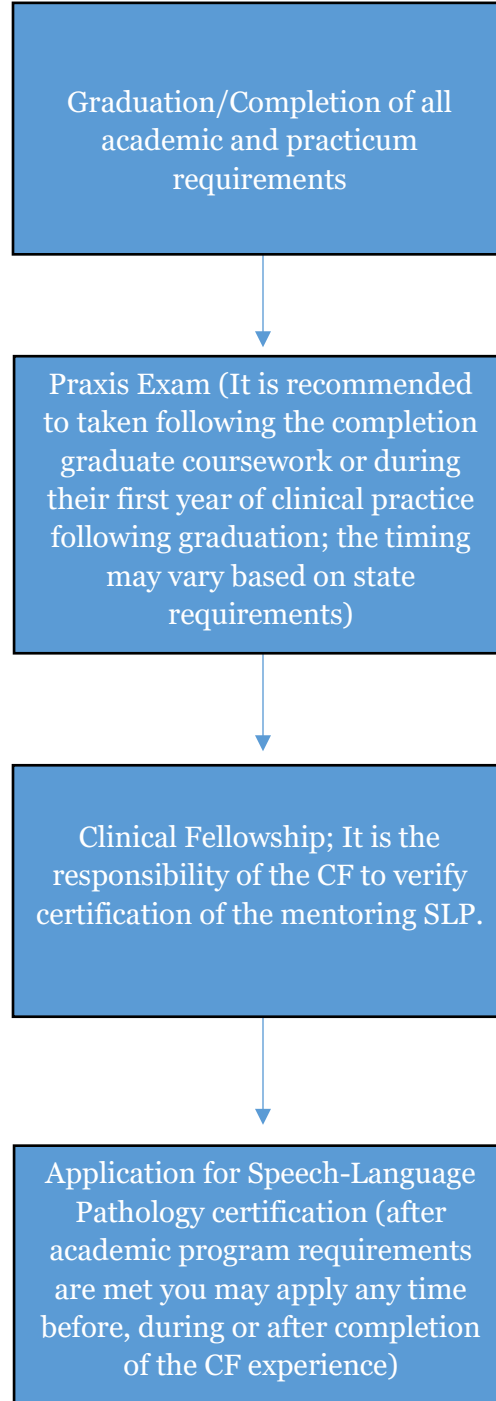 Graduation/Completion of all
academic and practicum
requirements
Praxis Exam (It is recommended
to taken following the completion
graduate coursework or during
their first year of clinical practice
following graduation; the timing
may vary based on state
requirements)
Clinical Fellowship; It is the
responsibility of the CF to verify
certification of the mentoring SLP.
Application for Speech-Language
Pathology certification (after
academic program requirements
are met you may apply any time
before, during or after completion
of the CF experience)